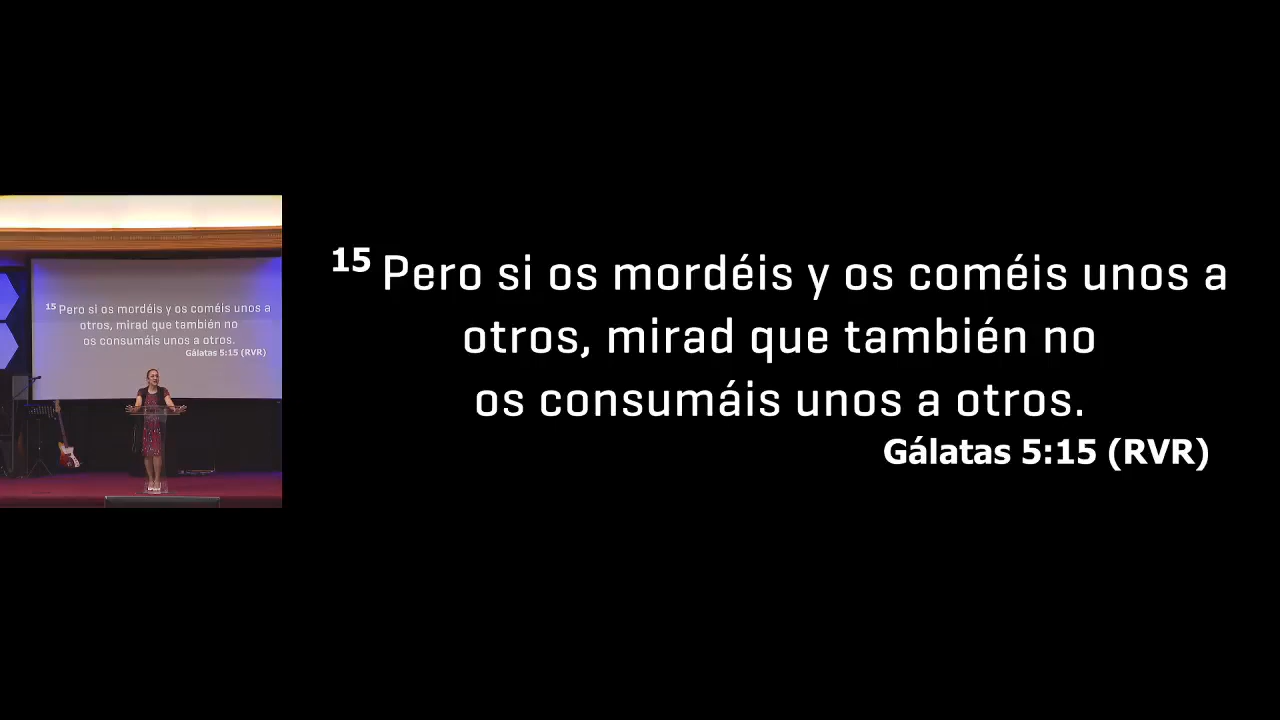 15 Pero si os mordéis y os coméis unos a
otros, mirad que también no
os consumáis unos a otros.
Gálatas 5:15 (RVR)
15 Pero si os mordéis y os coméis unos a
otros, mirad que también no
os consumáis unos a otros.
Gálatas 5:15 (RVR)